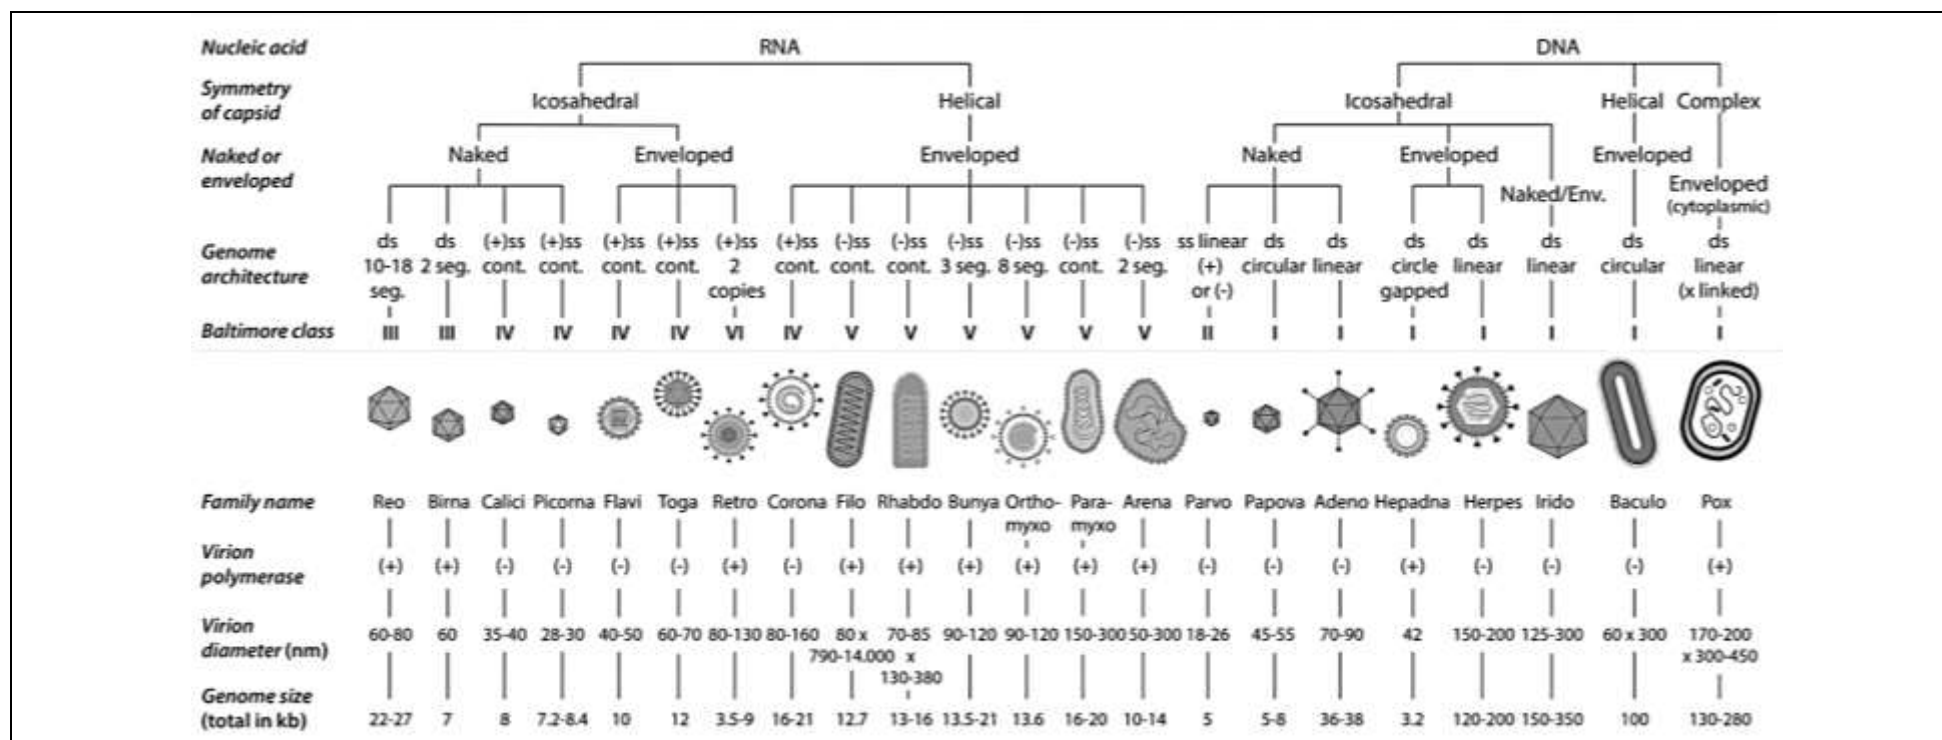 Nucleic acid RNA DNA
Symmetry of capsid Icosahedral Helical Icosahedral Helical Complex
Naked or enveloped Naked Enveloped Enveloped Naked Enveloped Enveloped
Naked/Env. Enveloped (cytoplasmic)
Genome architecture
ds 10-18 seg.
ds 2 seg.
(+)ss cont.
(+)ss cont.
(+)ss cont.
(+)ss cont.
(+)ss 2 copies
(+)ss cont.
(-)ss cont.
(-)ss cont.
(-)ss 3 seg.
(-)ss 8 seg.
(-)ss cont.
(-)ss 2 seg.
ss linear (+) or (-)
ds circular
ds linear
ds circle gapped
ds linear
ds linear
ds circular
ds linear (x linked)
Baltimore class III III IV IV IV IV VI IV V V V V V V II I I I I I I I
Family name Reo Birna Calici Picorna Flavi Toga Retro Corona Filo Rhabdo Bunya Ortho-myxo Para-myxo Arena Parvo Papova Adeno Hepadna Herpes Irido Baculo Pox
Virion polymerase (+) (+) (-) (-) (-) (-) (+) (-) (+) (+) (+) (+) (+) (+) (-) (-) (-) (+) (-) (-) (-) (+)
Virion diameter (nm) 60-80 60 35-40 28-30 40-50 60-70 80-130 80-160 80 x 790-14.000 70-85 x 130-380 90-120 90-120 150-300 50-300 18-26 45-55 70-90 42 150-200 125-300 60 x 300 170-200 x 300-450
Genome size (total in kb) 22-27 7 8 7.2-8.4 10 12 3.5-9 16-21 12.7 13-16 13.5-21 13.6 16-20 10-14 5 5-8 36-38 3.2 120-200 150-350 100 130-280